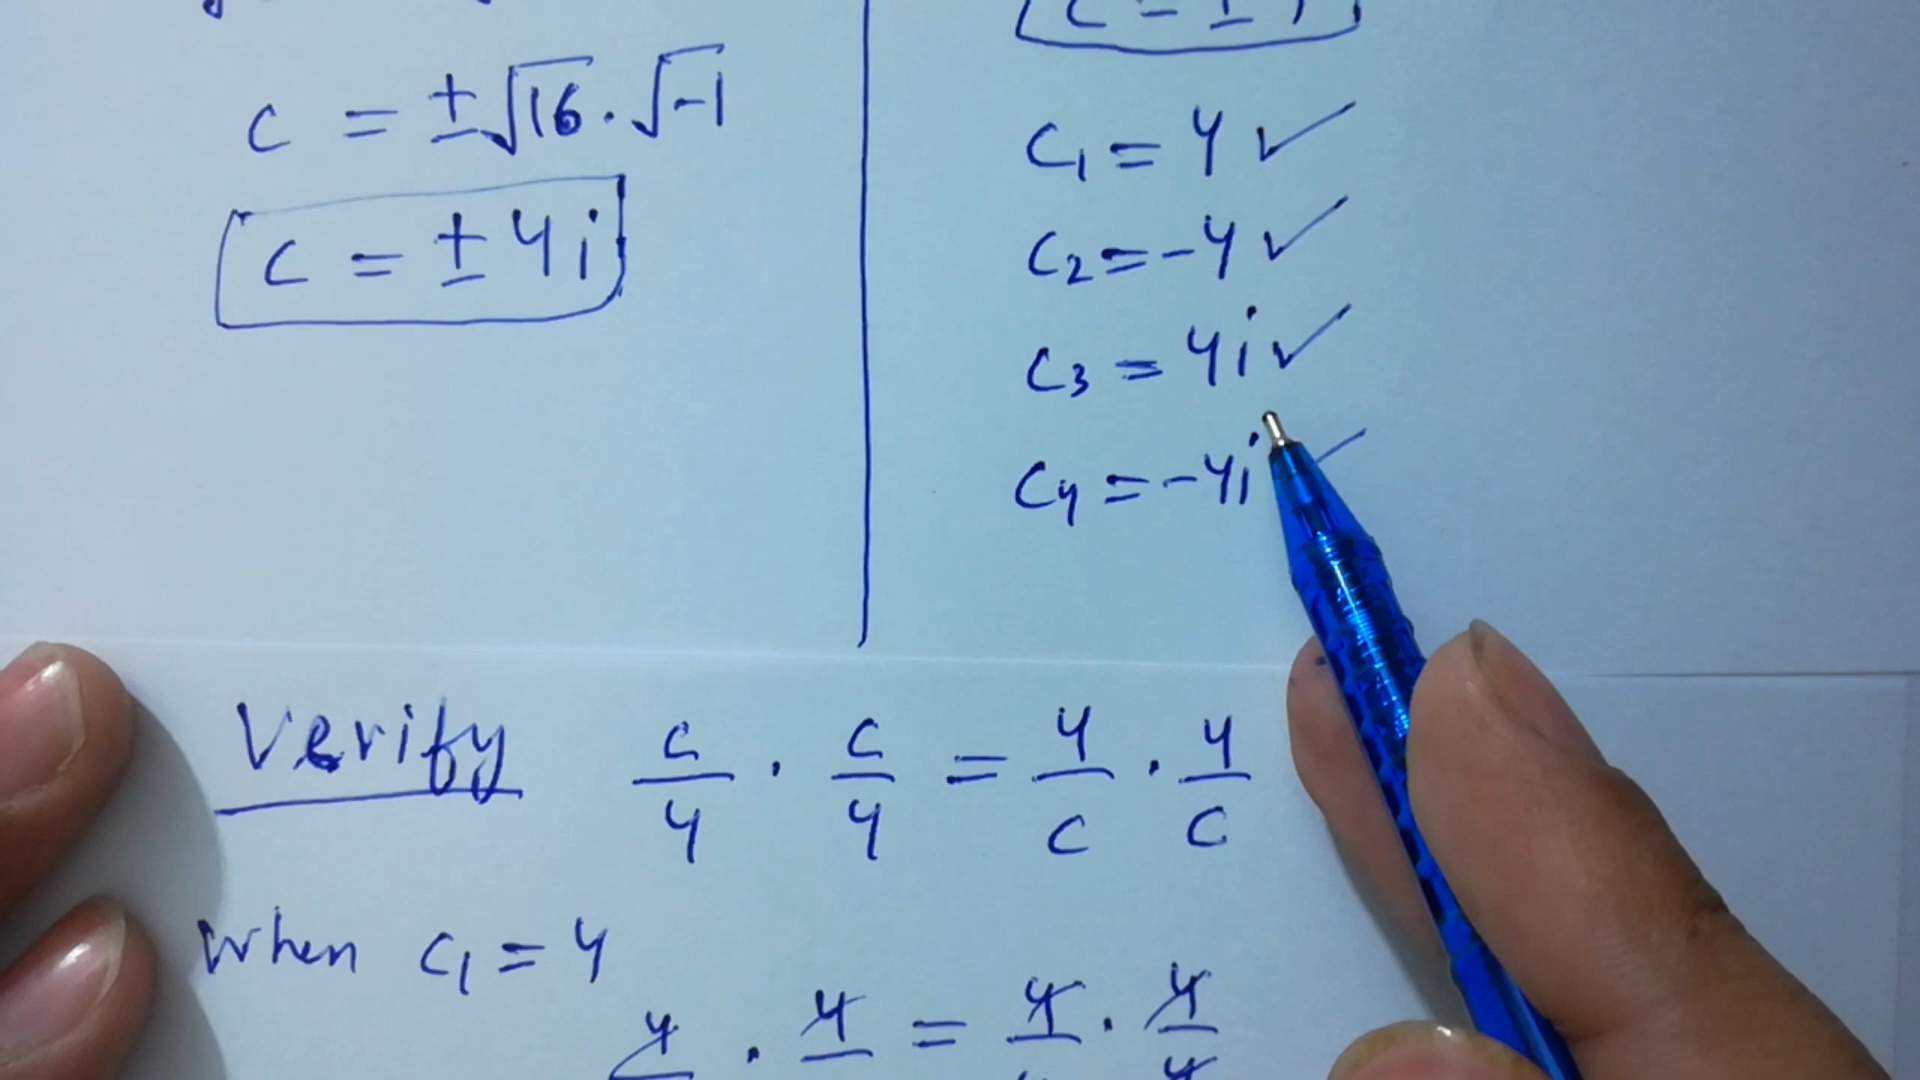 c = ±√16 · √-1
c = ± 4i
c₁ = 4 ✓
c₂ = -4 ✓
c₃ = 4i ✓
c₄ = -4i ✓
Verify c/4 · c/4 = 4/c · 4/c
When c₁ = 4